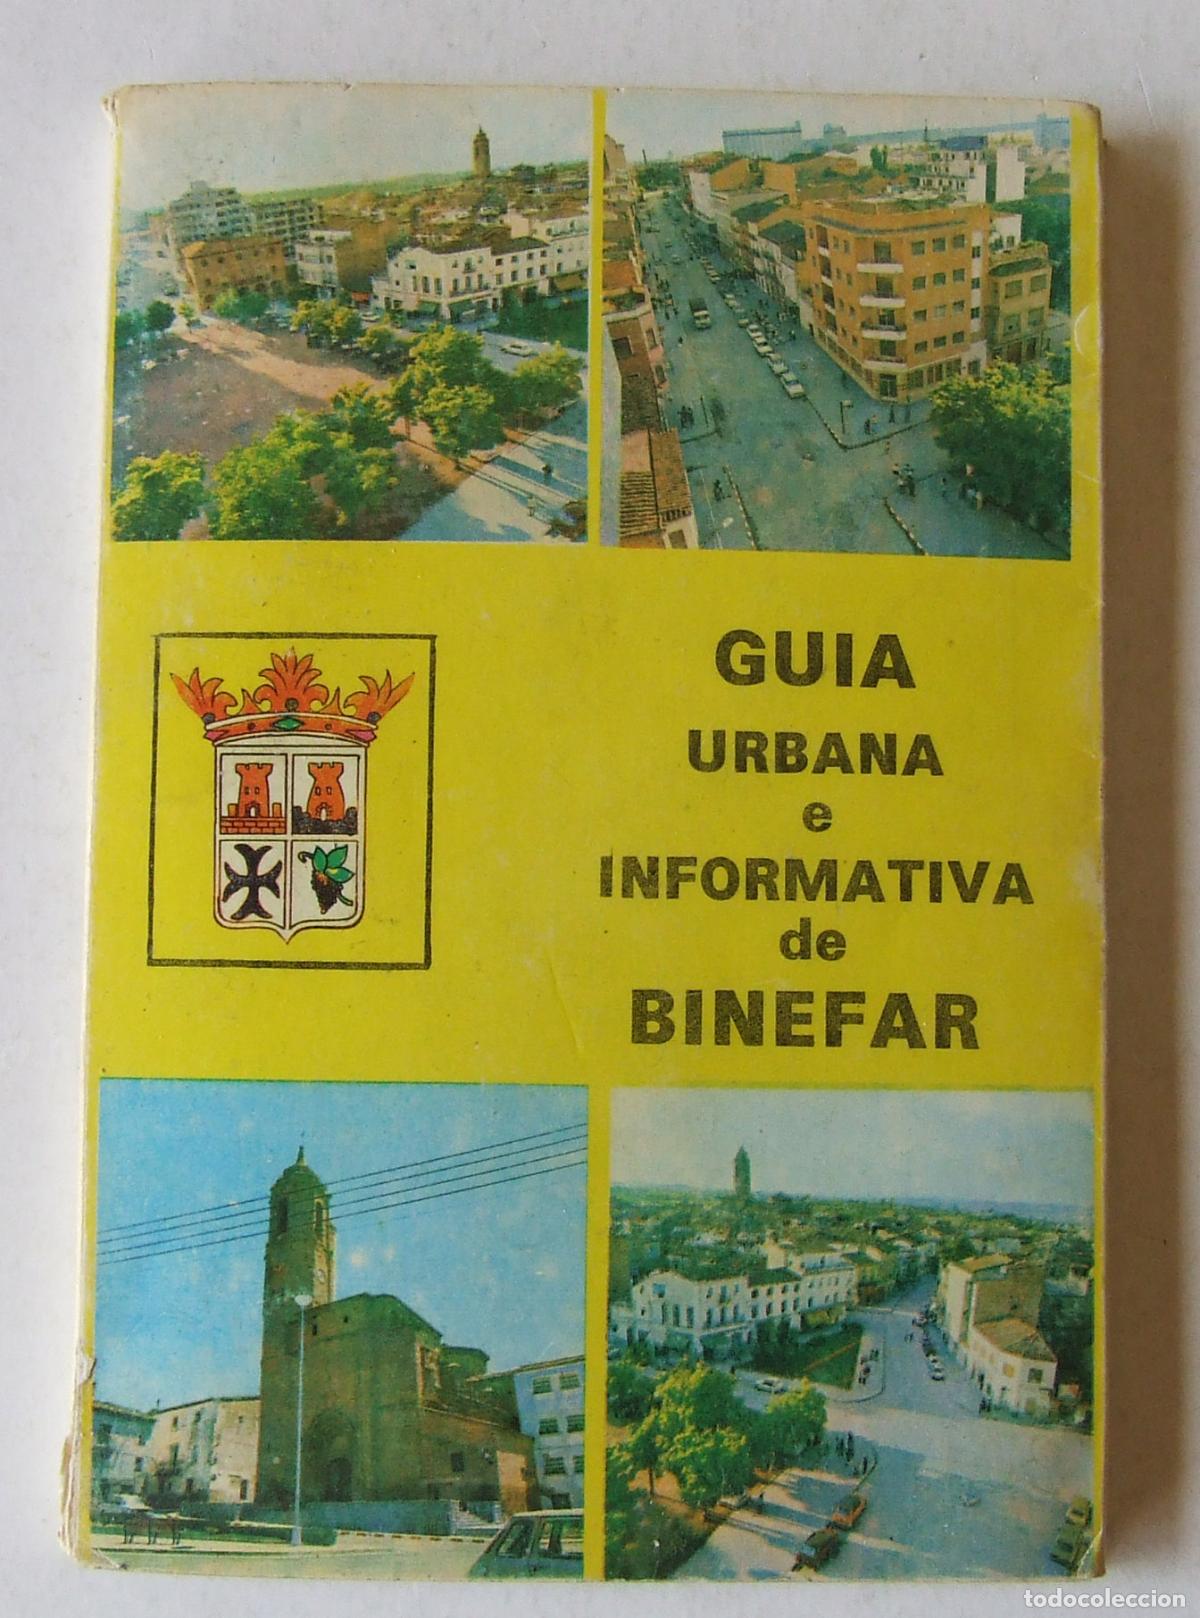 GUIA
URBANA
e
INFORMATIVA
de
BINEFAR
todocoleccion